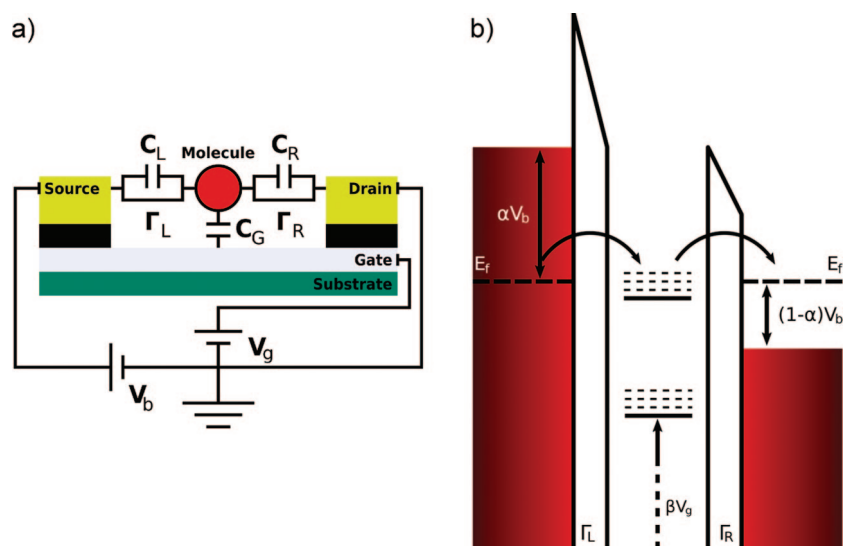 a)
C_L
Molecule
C_R
Source
Drain
Γ_L
C_G
Γ_R
Gate
Substrate
V_g
V_b
b)
αV_b
E_f
E_f
(1-α)V_b
βV_g
Γ_L
Γ_R